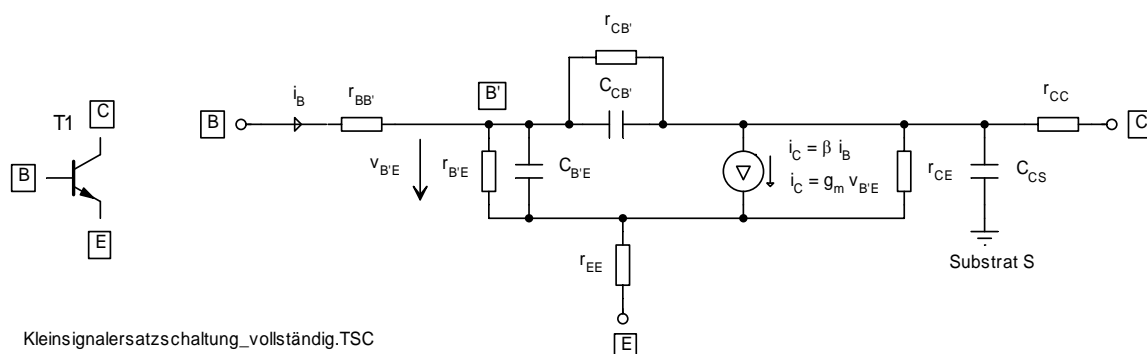 T1
C
B
E
B
i_B
r_BB'
B'
v_B'E
r_B'E
C_B'E
r_CB'
C_CB'
i_C = β i_B
i_C = g_m v_B'E
r_CE
C_CS
r_CC
C
Substrat S
r_EE
E
Kleinsignalersatzschaltung_vollständig.TSC